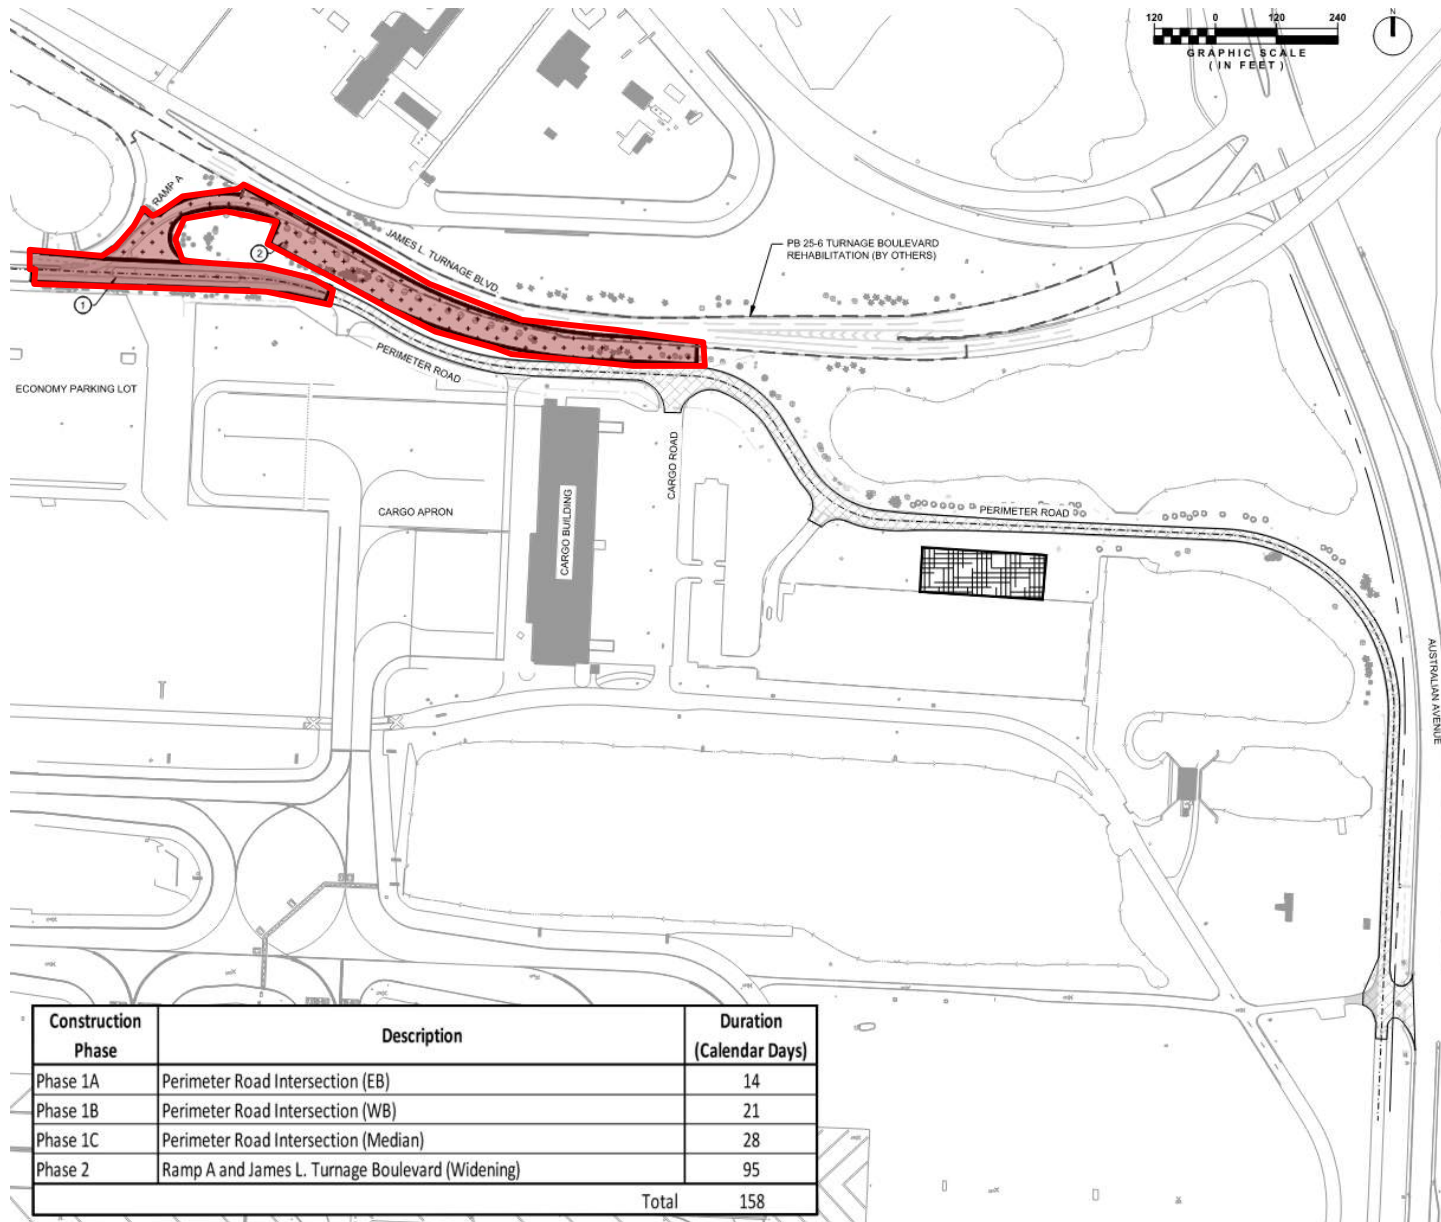 120 0 120 240
GRAPHIC SCALE
( IN FEET )
N
RAMP A
JAMES L. TURNAGE BLVD.
PB 25-6 TURNAGE BOULEVARD
REHABILITATION (BY OTHERS)
2
1
PERIMETER ROAD
ECONOMY PARKING LOT
CARGO ROAD
CARGO APRON
CARGO BUILDING
PERIMETER ROAD
AUSTRALIAN AVENUE
Construction Phase Description Duration (Calendar Days)
Phase 1A Perimeter Road Intersection (EB) 14
Phase 1B Perimeter Road Intersection (WB) 21
Phase 1C Perimeter Road Intersection (Median) 28
Phase 2 Ramp A and James L. Turnage Boulevard (Widening) 95
Total 158